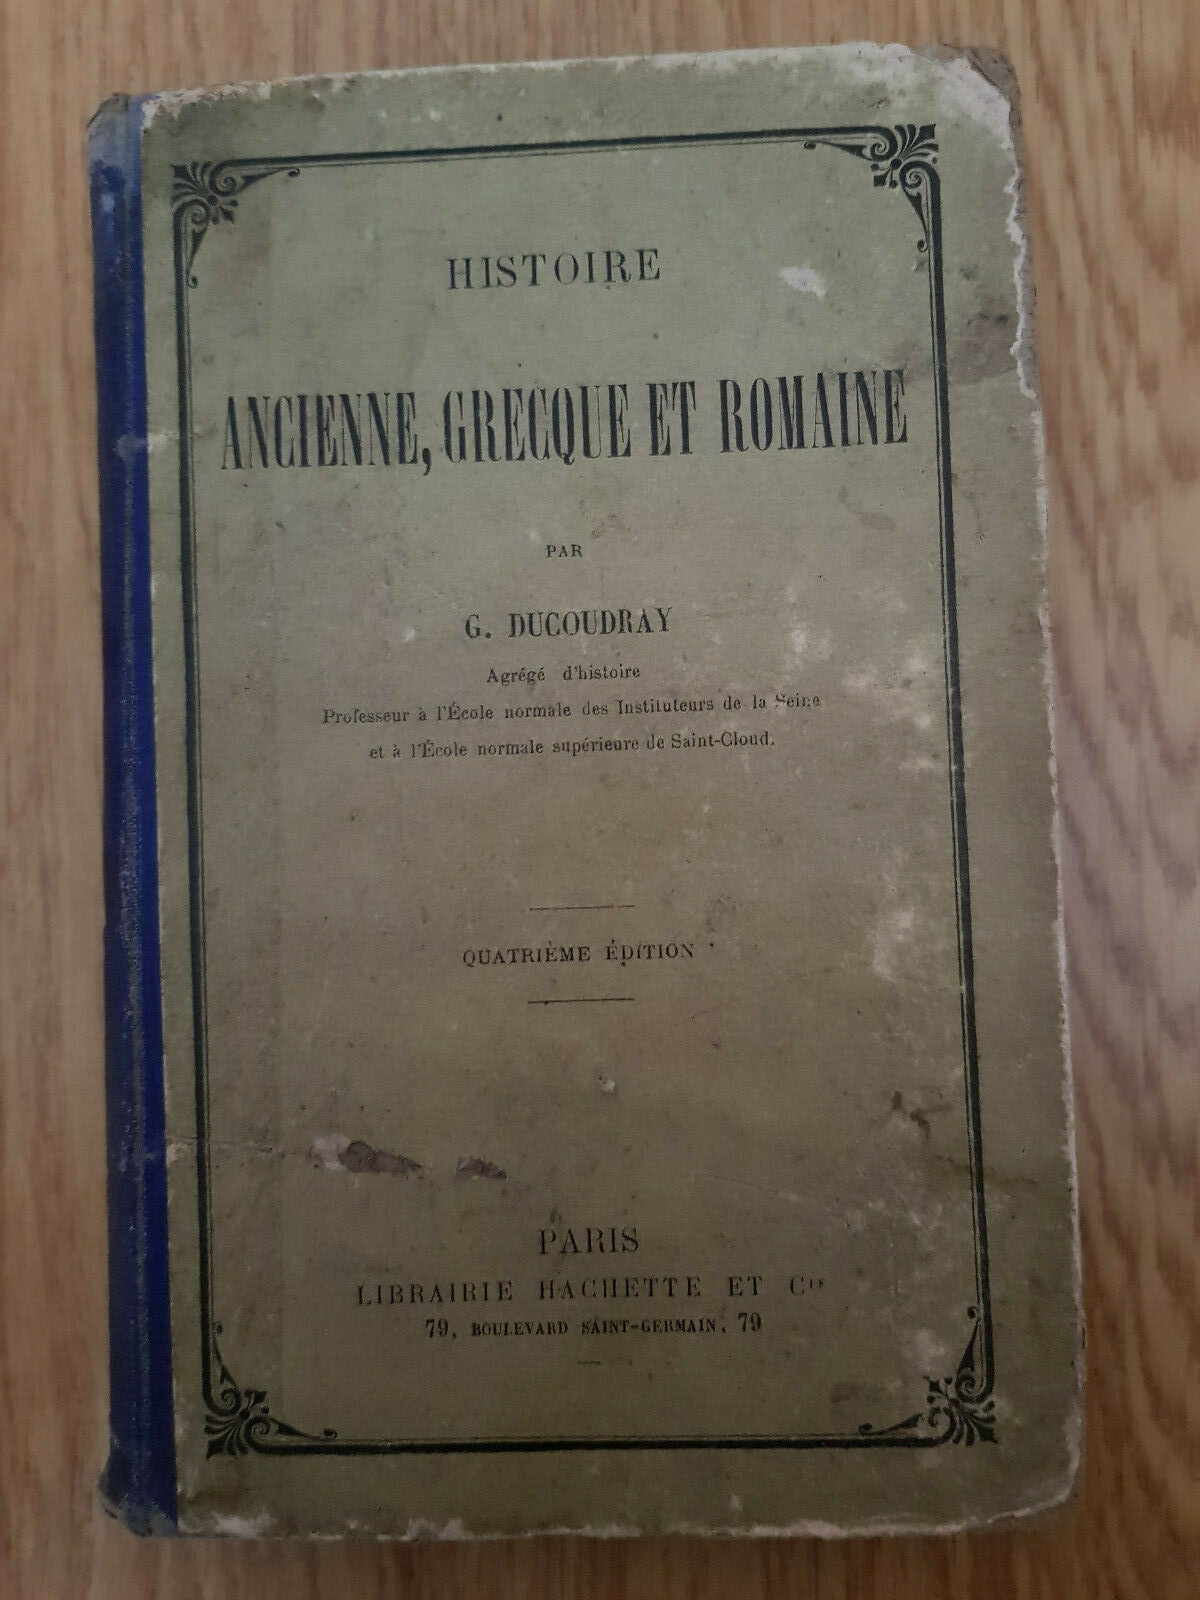 HISTOIRE
ANCIENNE, GRECQUE ET ROMAINE
PAR
G. DUCOUDRAY
Agrégé d'histoire
Professeur à l'École normale des Instituteurs de la Seine
et à l'École normale supérieure de Saint-Cloud.
QUATRIÈME ÉDITION
PARIS
LIBRAIRIE HACHETTE ET Cie
79, BOULEVARD SAINT-GERMAIN, 79